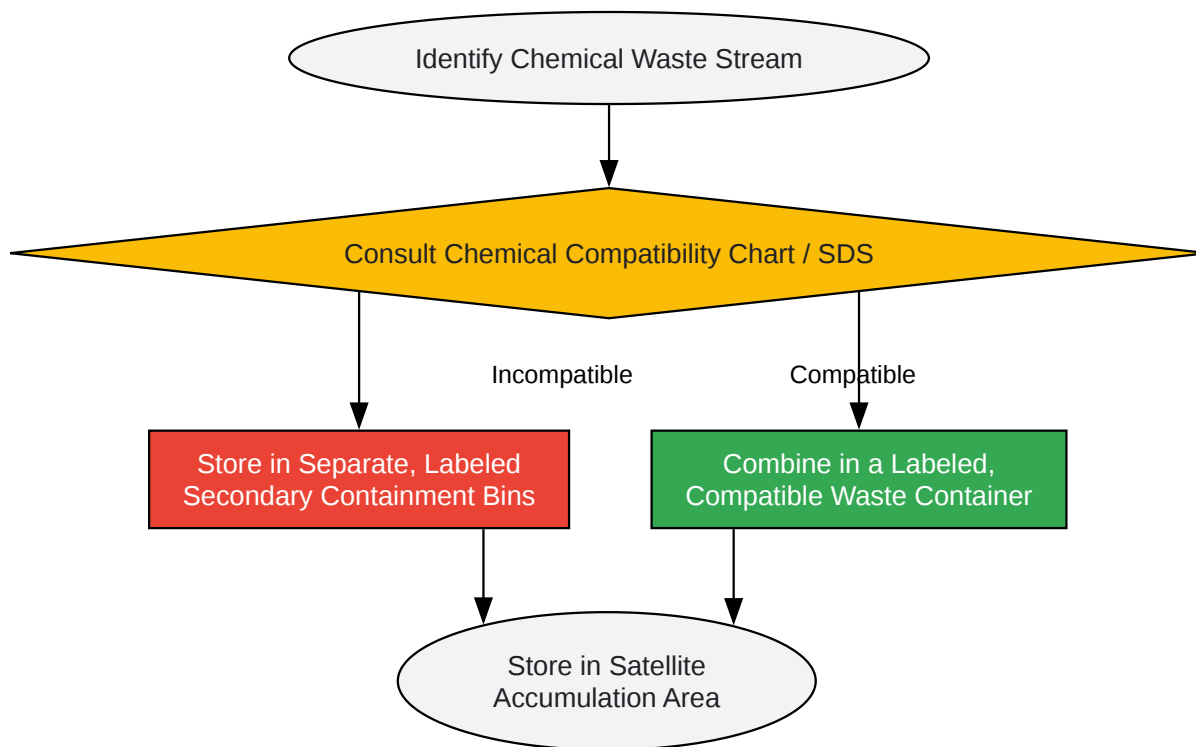 Identify Chemical Waste Stream
Consult Chemical Compatibility Chart / SDS
Incompatible
Compatible
Store in Separate, Labeled
Secondary Containment Bins
Combine in a Labeled,
Compatible Waste Container
Store in Satellite
Accumulation Area